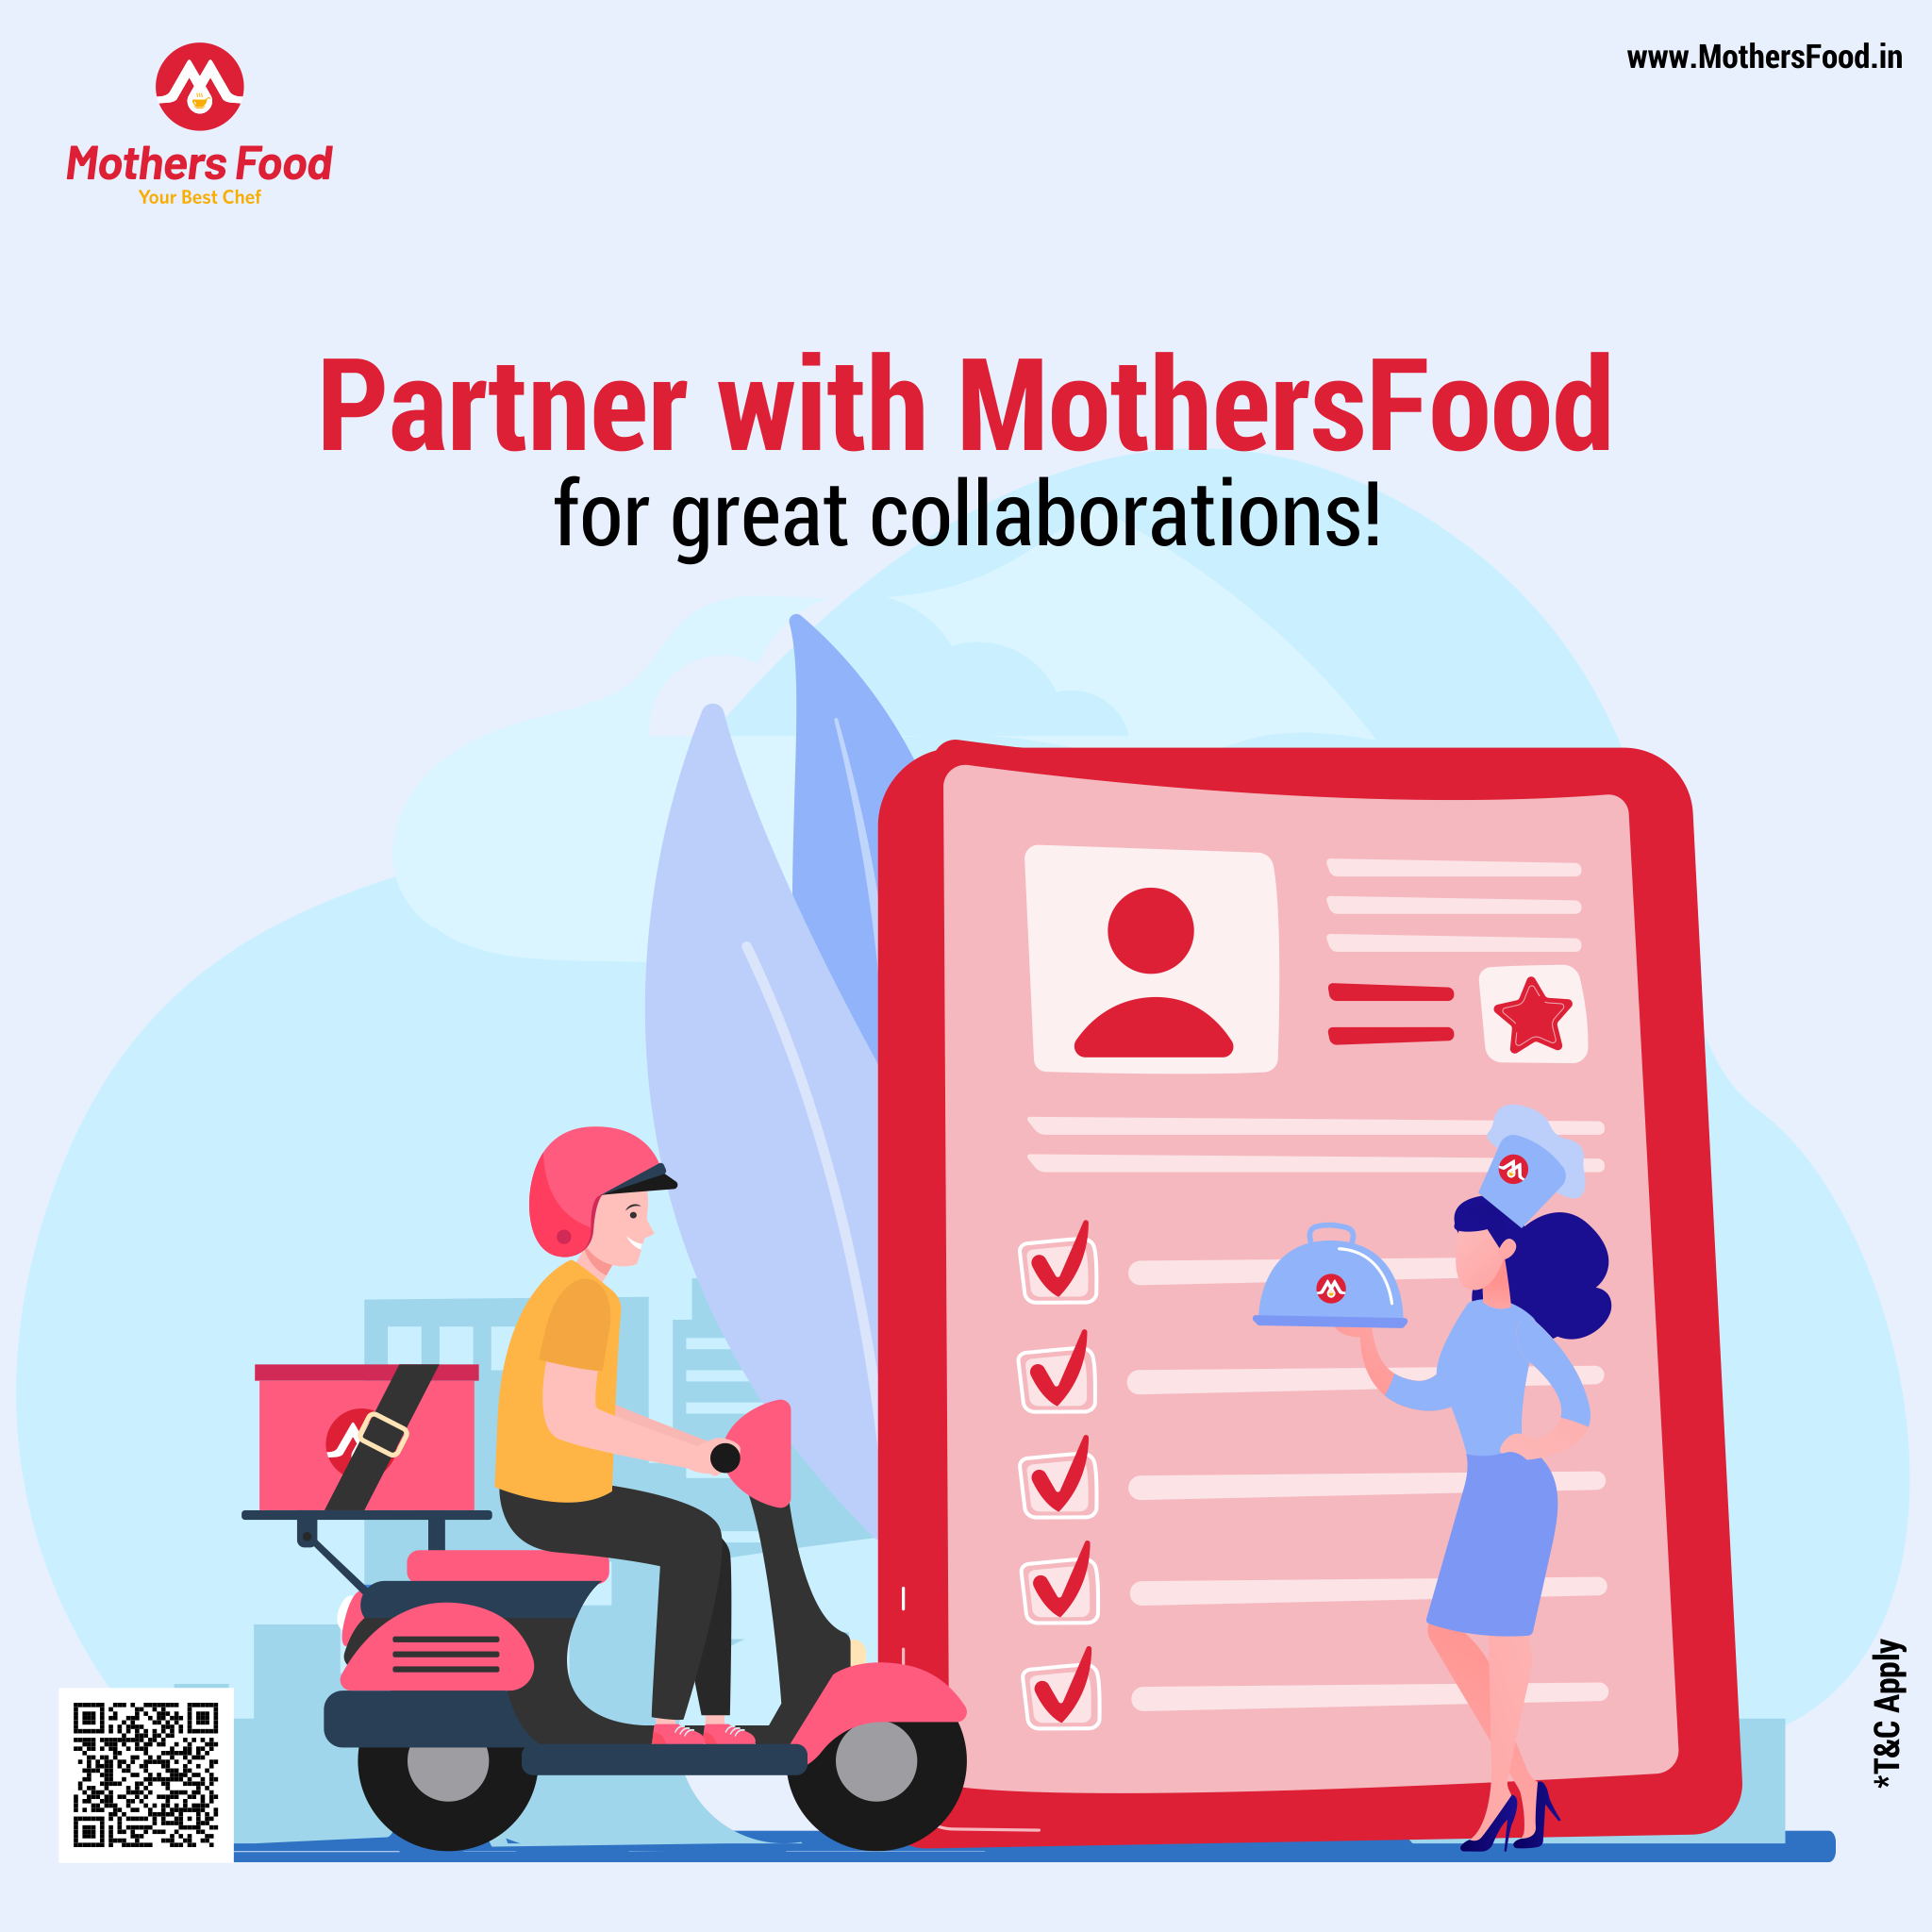 Mothers Food
Your Best Chef
www.MothersFood.in
Partner with MothersFood
for great collaborations!
*T&C Apply